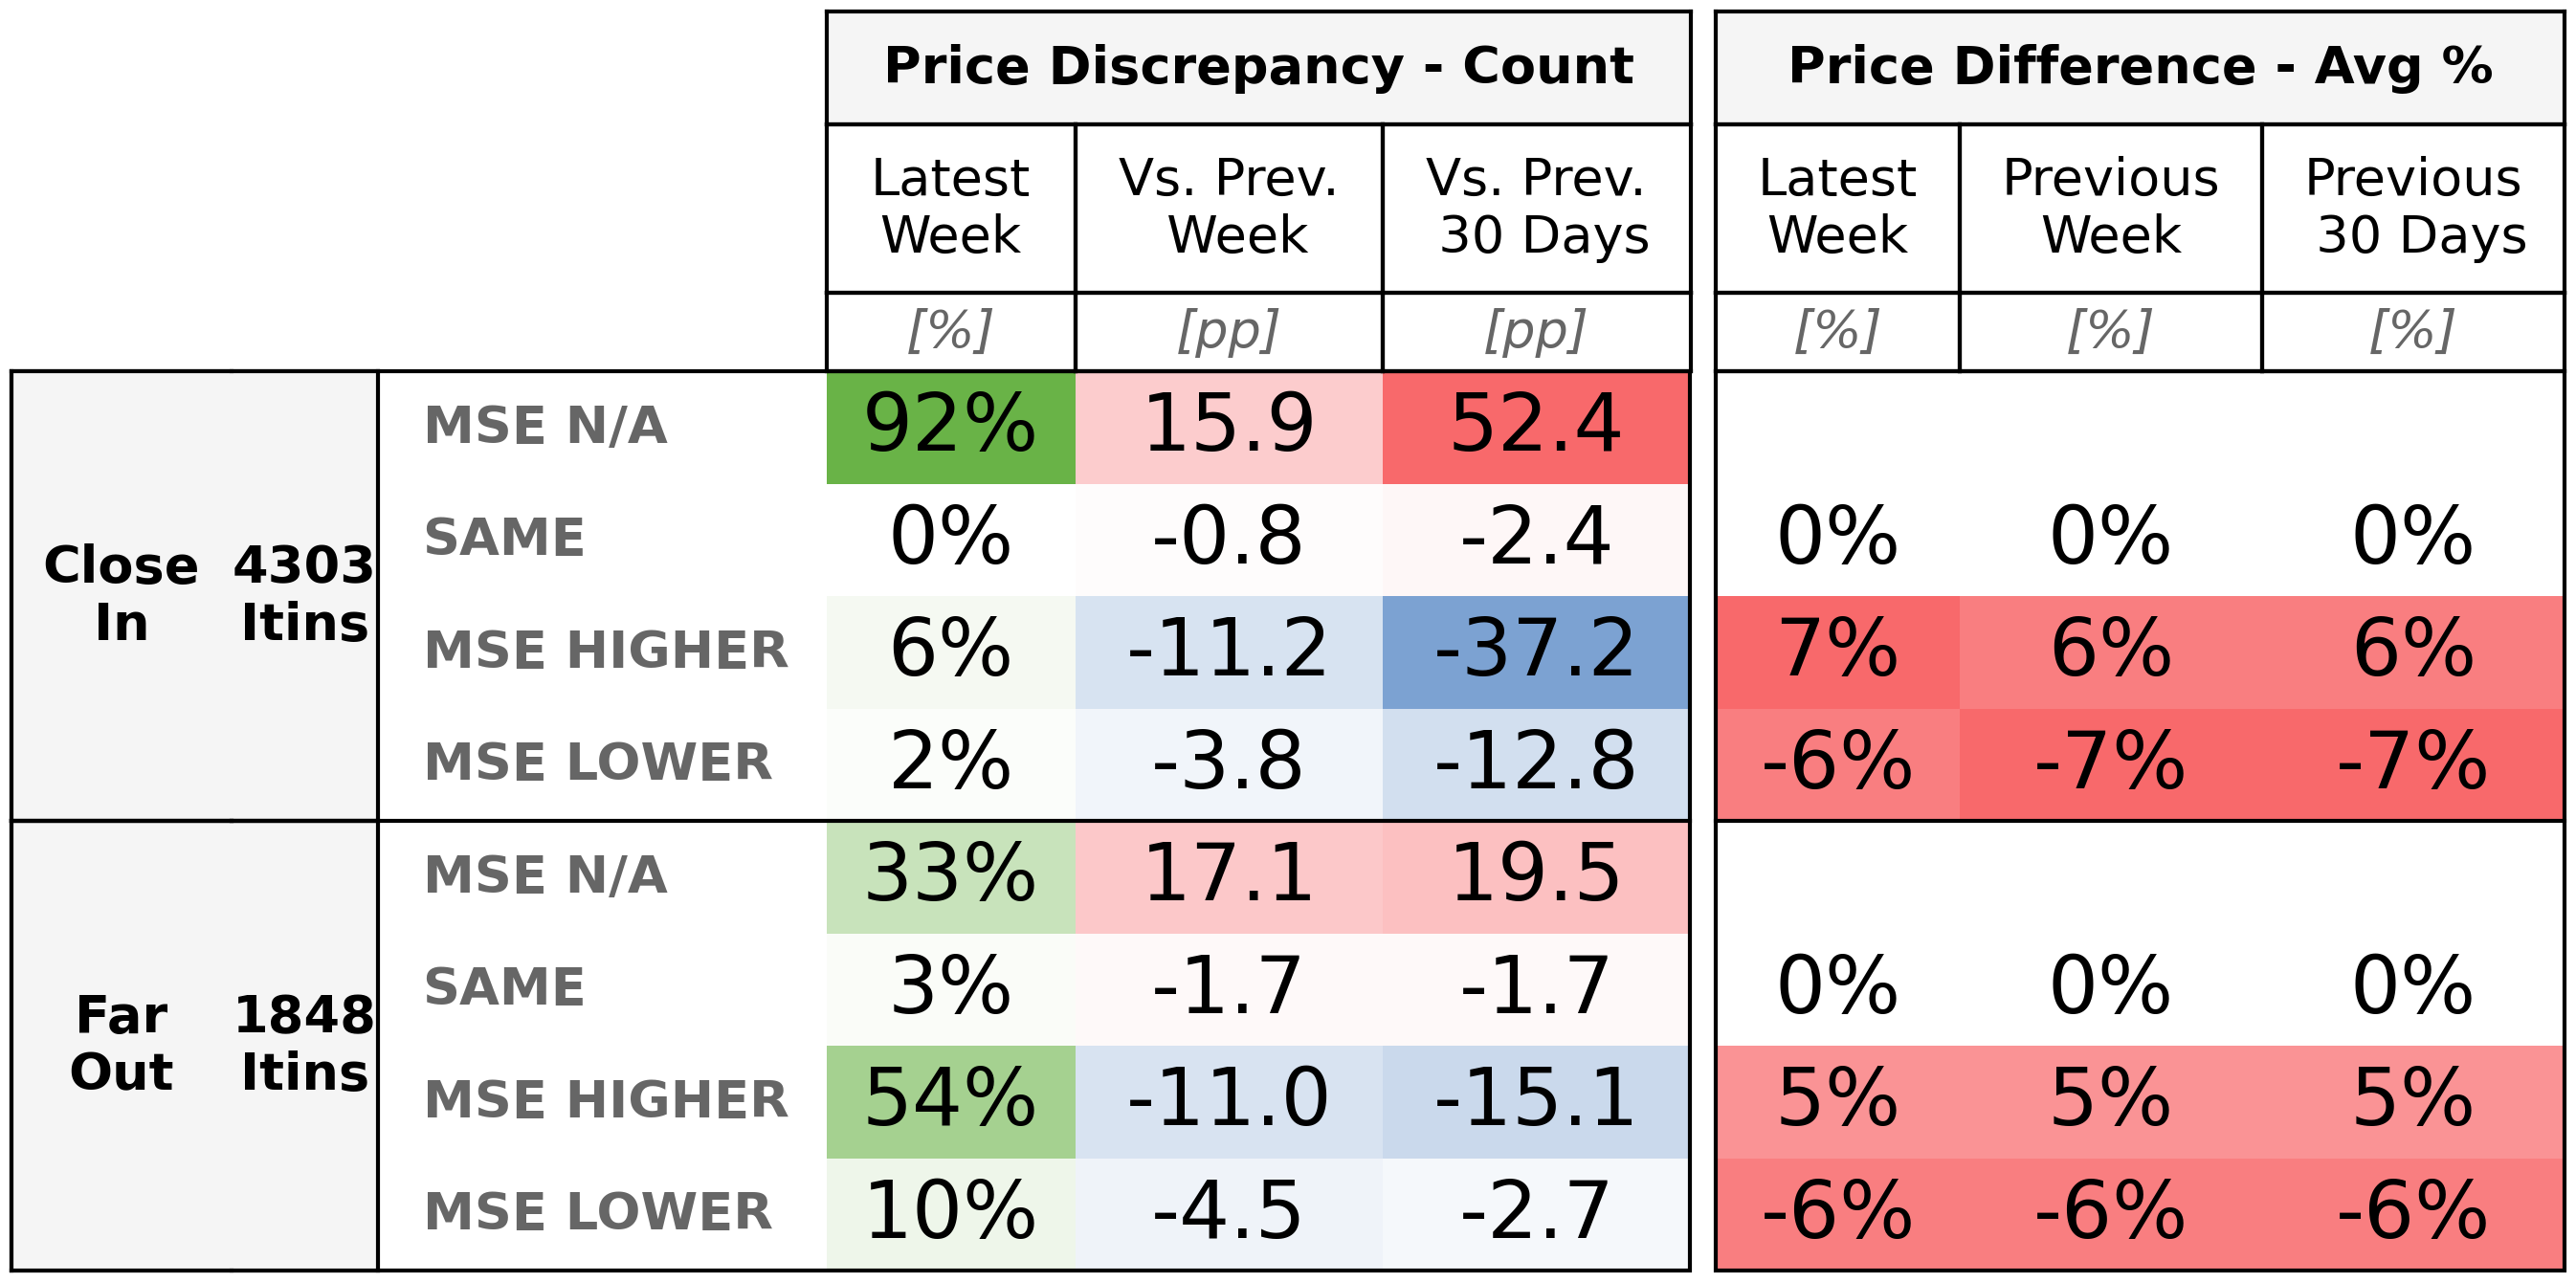 Price Discrepancy - Count Price Difference - Avg %
Latest Week Vs. Prev. Week Vs. Prev. 30 Days Latest Week Previous Week Previous 30 Days
[%] [pp] [pp] [%] [%] [%]
Close In 4303 Itins
MSE N/A 92% 15.9 52.4
SAME 0% -0.8 -2.4 0% 0% 0%
MSE HIGHER 6% -11.2 -37.2 7% 6% 6%
MSE LOWER 2% -3.8 -12.8 -6% -7% -7%
Far Out 1848 Itins
MSE N/A 33% 17.1 19.5
SAME 3% -1.7 -1.7 0% 0% 0%
MSE HIGHER 54% -11.0 -15.1 5% 5% 5%
MSE LOWER 10% -4.5 -2.7 -6% -6% -6%